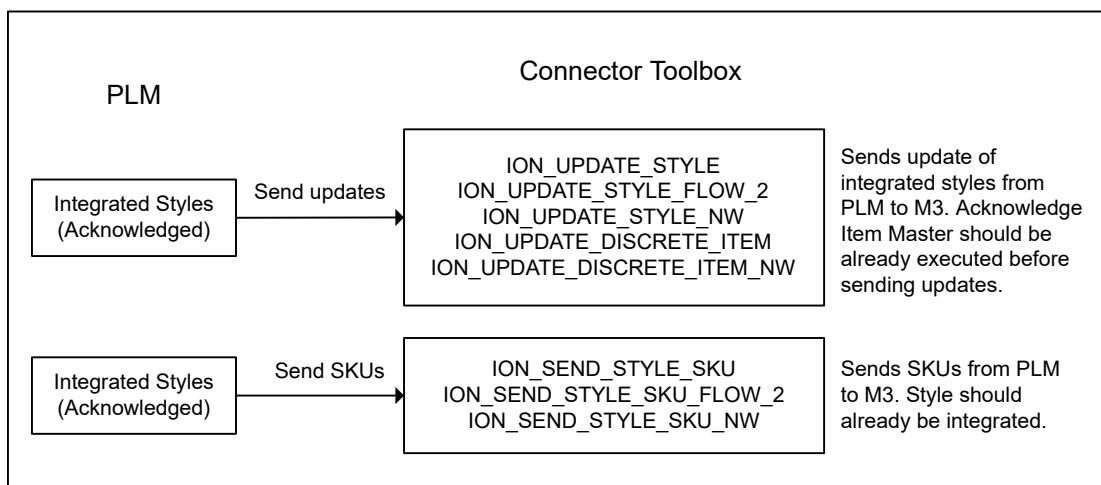 PLM
Connector Toolbox
Integrated Styles
(Acknowledged)
Send updates
ION_UPDATE_STYLE
ION_UPDATE_STYLE_FLOW_2
ION_UPDATE_STYLE_NW
ION_UPDATE_DISCRETE_ITEM
ION_UPDATE_DISCRETE_ITEM_NW
Sends update of
integrated styles from
PLM to M3. Acknowledge
Item Master should be
already executed before
sending updates.
Integrated Styles
(Acknowledged)
Send SKUs
ION_SEND_STYLE_SKU
ION_SEND_STYLE_SKU_FLOW_2
ION_SEND_STYLE_SKU_NW
Sends SKUs from PLM
to M3. Style should
already be integrated.